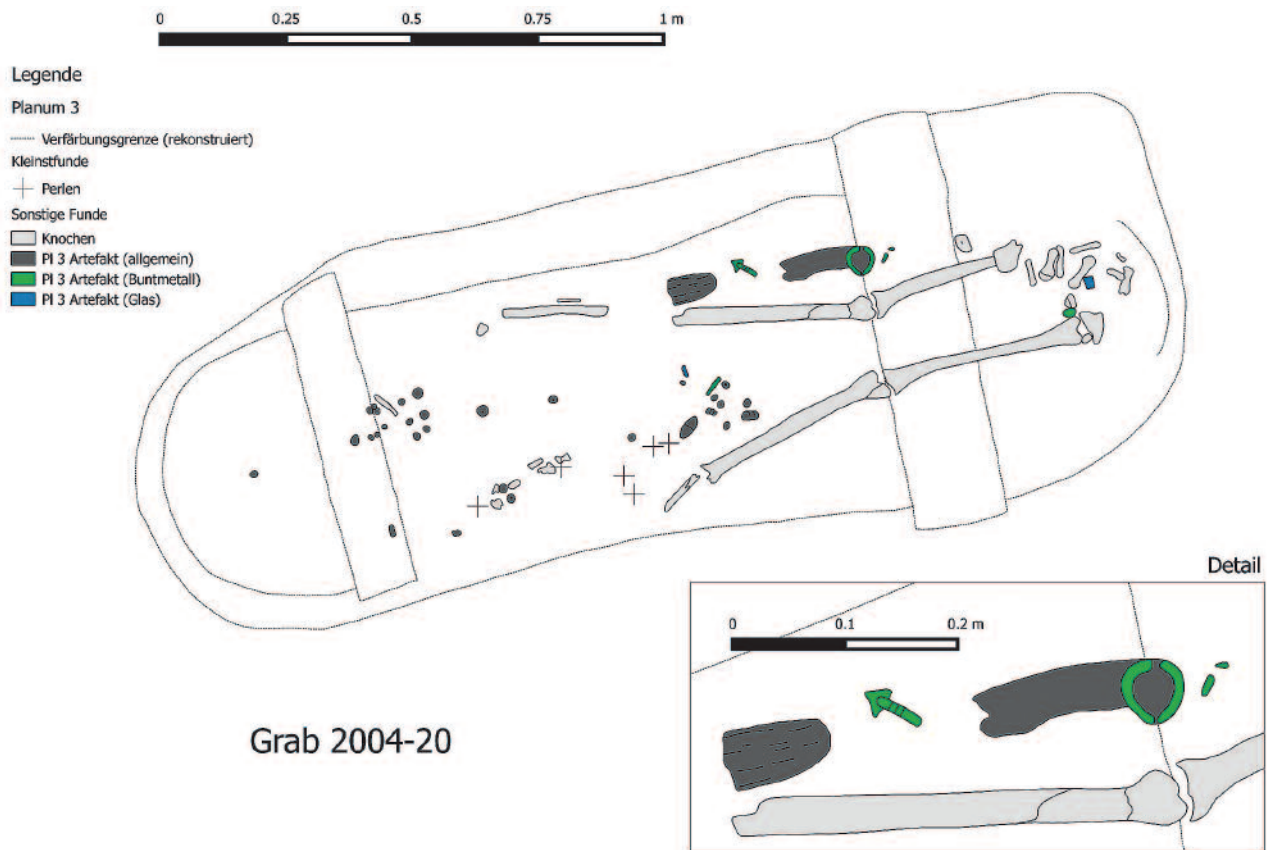 0 0.25 0.5 0.75 1 m
Legende
Planum 3
Verfärbungsgrenze (rekonstruiert)
Kleinstfunde
Perlen
Sonstige Funde
Knochen
Pl 3 Artefakt (allgemein)
Pl 3 Artefakt (Buntmetall)
Pl 3 Artefakt (Glas)
Detail
0 0.1 0.2 m
Grab 2004-20